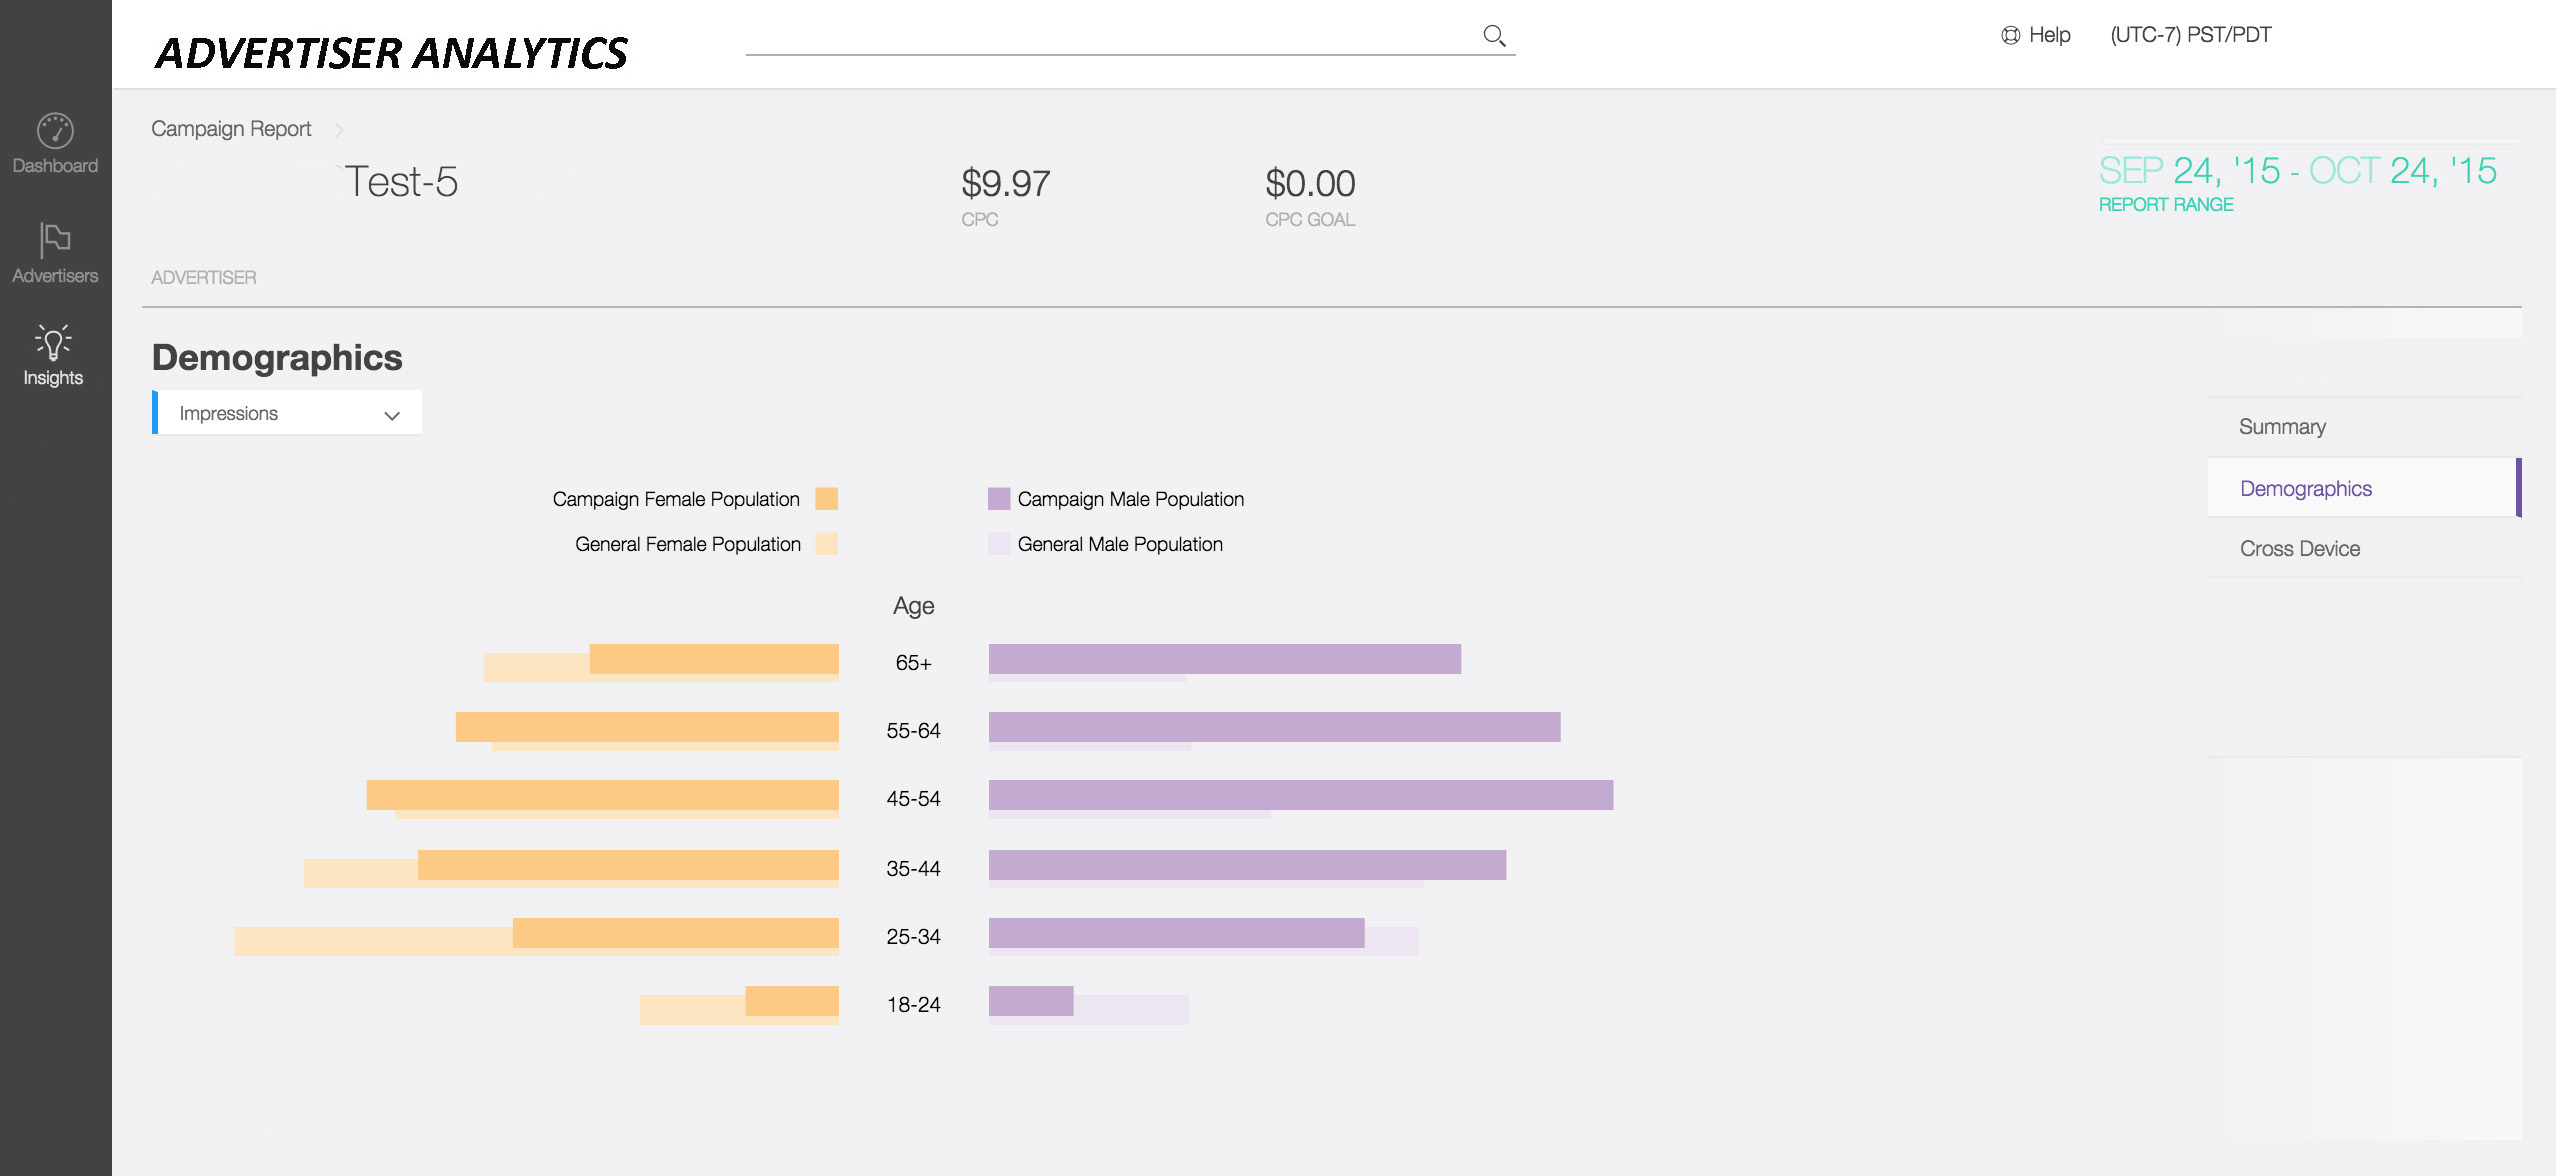 ADVERTISER ANALYTICS
Help
(UTC-7) PST/PDT
Dashboard
Advertisers
Insights
Campaign Report
Test-5
$9.97
CPC
$0.00
CPC GOAL
SEP 24, '15 - OCT 24, '15
REPORT RANGE
ADVERTISER
Demographics
Impressions
Campaign Female Population
General Female Population
Campaign Male Population
General Male Population
Age
65+
55-64
45-54
35-44
25-34
18-24
Summary
Demographics
Cross Device